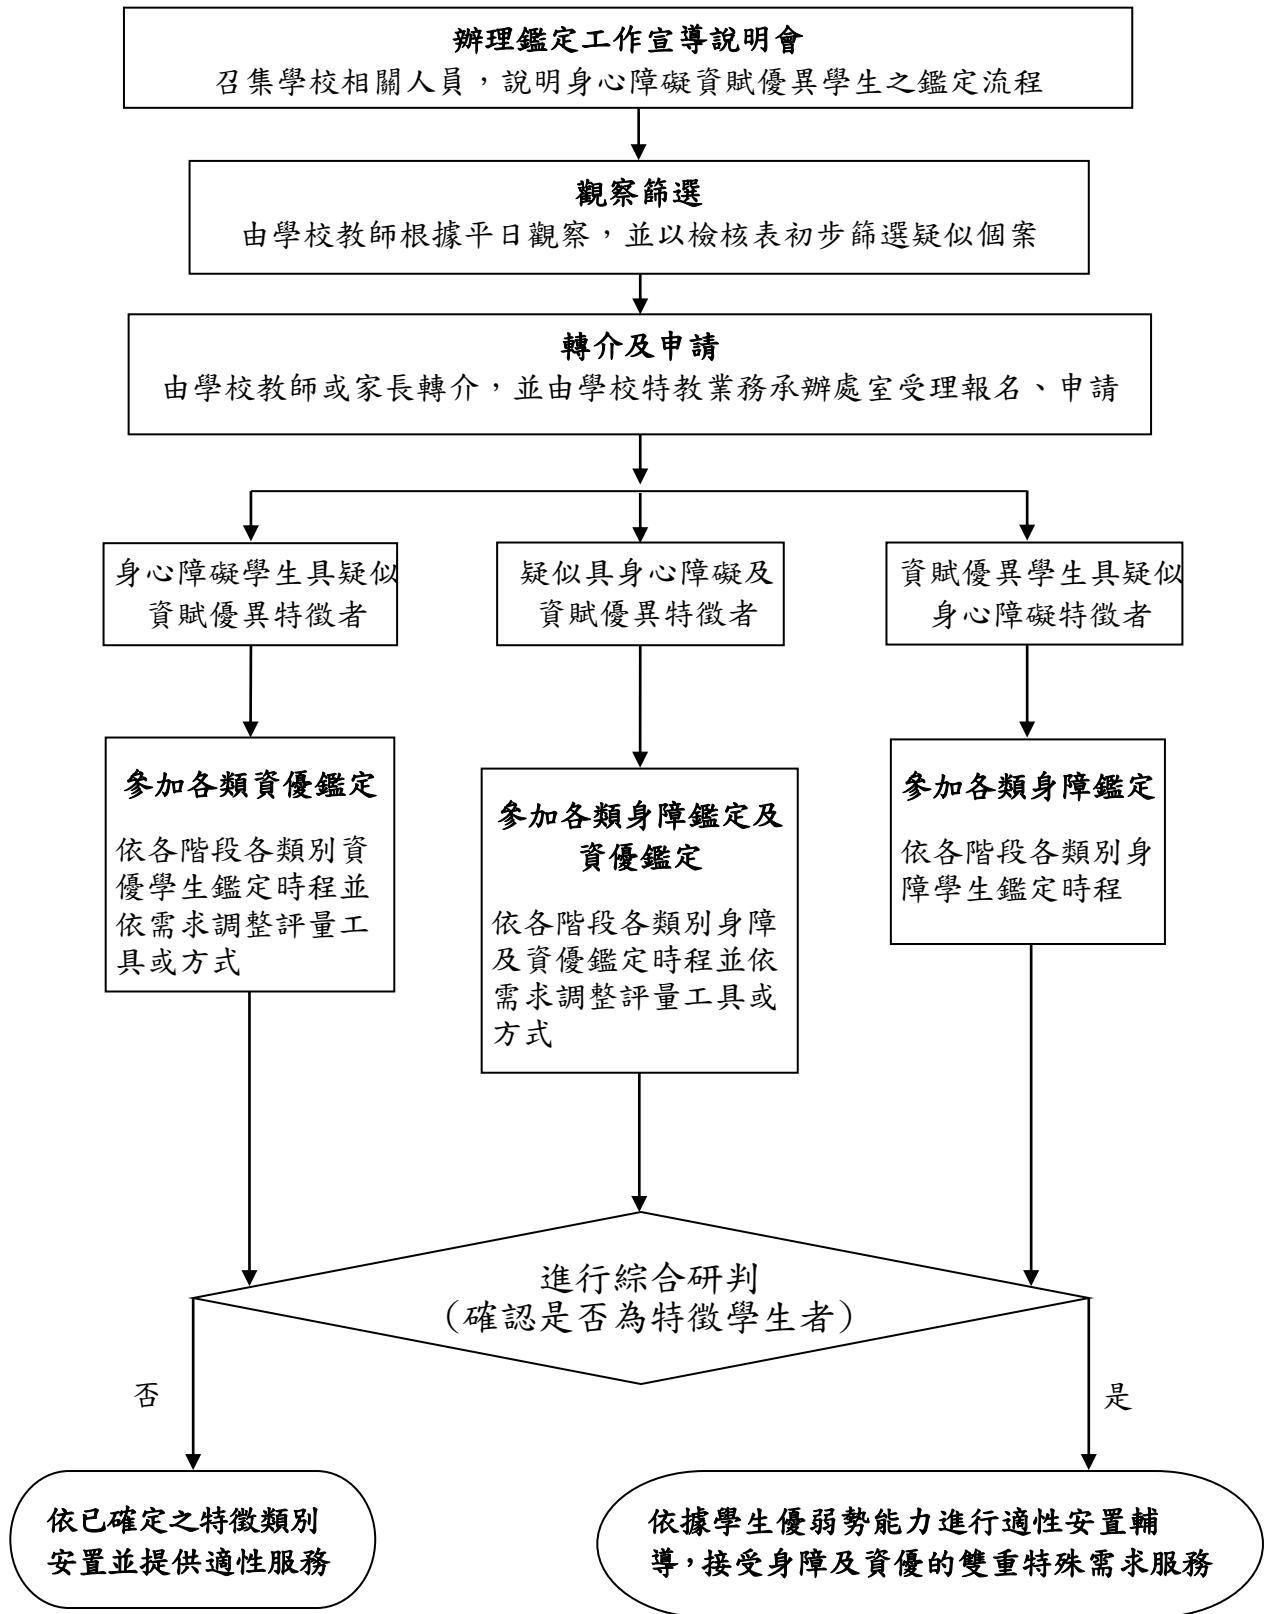 辦理鑑定工作宣導說明會
召集學校相關人員，說明身心障礙資賦優異學生之鑑定流程
觀察篩選
由學校教師根據平日觀察，並以檢核表初步篩選疑似個案
轉介及申請
由學校教師或家長轉介，並由學校特教業務承辦處室受理報名、申請
身心障礙學生具疑似
資賦優異特徵者
疑似具身心障礙及
資賦優異特徵者
資賦優異學生具疑似
身心障礙特徵者
參加各類資優鑑定
依各階段各類別資
優學生鑑定時程並
依需求調整評量工
具或方式
參加各類身障鑑定及
資優鑑定
依各階段各類別身障
及資優鑑定時程並依
需求調整評量工具或
方式
參加各類身障鑑定
依各階段各類別身
障學生鑑定時程
進行綜合研判
（確認是否為特徵學生者）
否
是
依已確定之特徵類別
安置並提供適性服務
依據學生優弱勢能力進行適性安置輔
導，接受身障及資優的雙重特殊需求服務